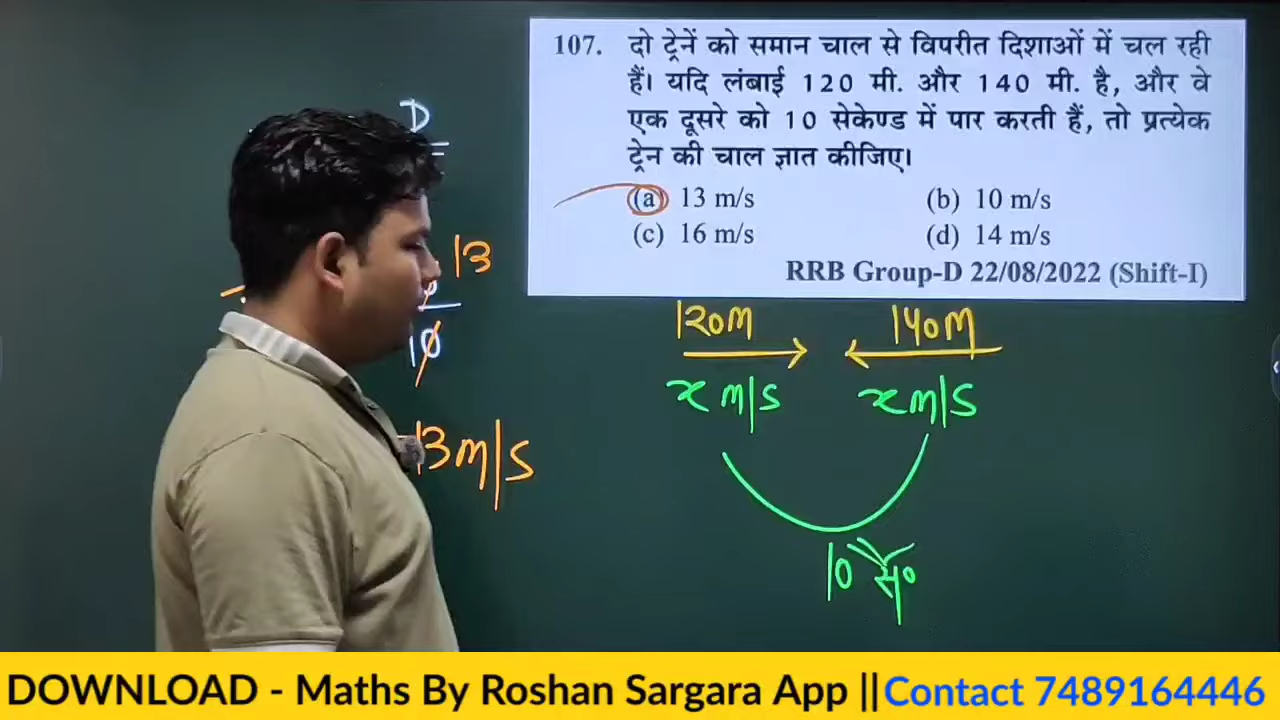 107. दो ट्रेनें को समान चाल से विपरीत दिशाओं में चल रही
हैं। यदि लंबाई 120 मी. और 140 मी. है, और वे
एक दूसरे को 10 सेकेण्ड में पार करती हैं, तो प्रत्येक
ट्रेन की चाल ज्ञात कीजिए।
(a) 13 m/s (b) 10 m/s
(c) 16 m/s (d) 14 m/s
RRB Group-D 22/08/2022 (Shift-I)
D
13
10
13 m/s
120M 140M
x m/s x m/s
10 से०
DOWNLOAD - Maths By Roshan Sargara App || Contact 7489164446